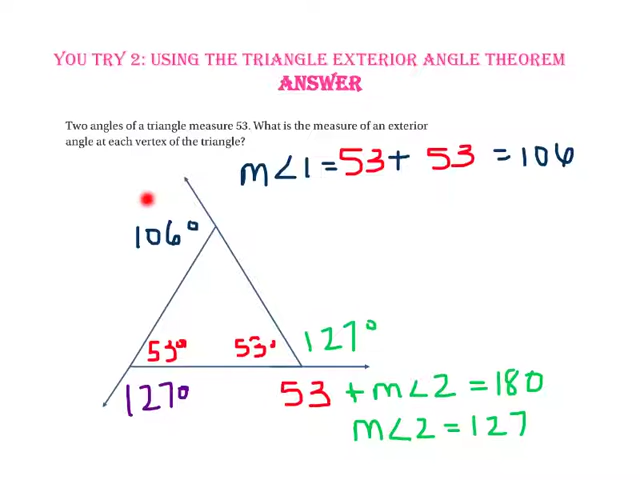 YOU TRY 2: USING THE TRIANGLE EXTERIOR ANGLE THEOREM
ANSWER
Two angles of a triangle measure 53. What is the measure of an exterior
angle at each vertex of the triangle?
m∠1 = 53 + 53 = 106
106°
53° 53° 127°
127°
53 + m∠2 = 180
m∠2 = 127